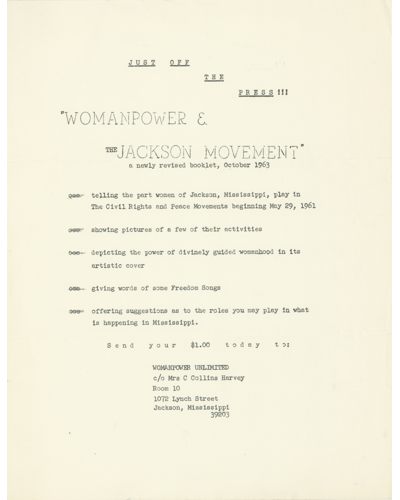 JUST OFF
THE
PRESS!!!
"WOMANPOWER &
THE JACKSON MOVEMENT"
a newly revised booklet, October 1963
telling the part women of Jackson, Mississippi, play in
The Civil Rights and Peace Movements beginning May 29, 1961
showing pictures of a few of their activities
depicting the power of divinely guided womanhood in its
artistic cover
giving words of some Freedom Songs
offering suggestions as to the roles you may play in what
is happening in Mississippi.
Send your $1.00 today to:
WOMANPOWER UNLIMITED
c/o Mrs C Collins Harvey
Room 10
1072 Lynch Street
Jackson, Mississippi
39203